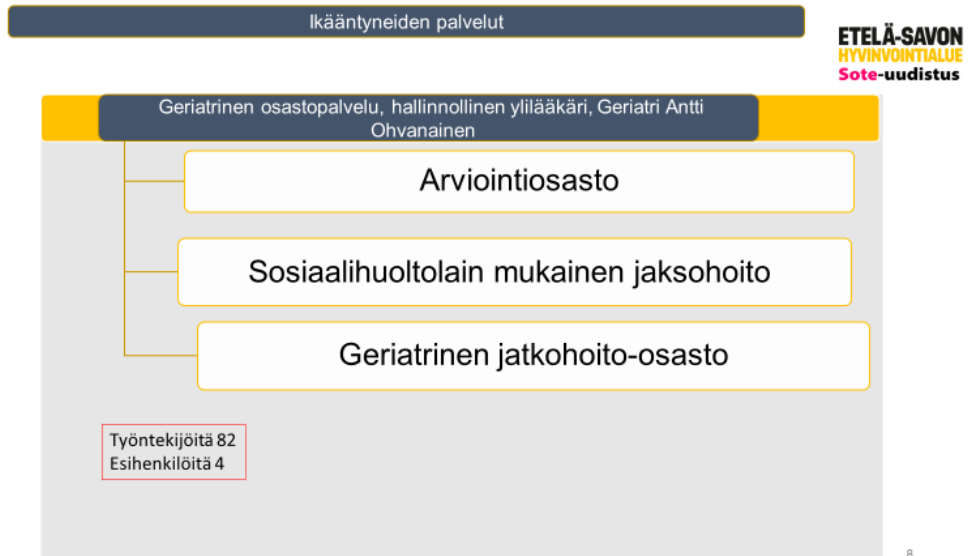 Ikääntyneiden palvelut
ETELÄ-SAVON
HYVINVOINTIALUE
Sote-uudistus
Geriatrinen osastopalvelu, hallinnollinen ylilääkäri, Geriatri Antti
Ohvanainen
Arviointiosasto
Sosiaalihuoltolain mukainen jaksohoito
Geriatrinen jatkohoito-osasto
Työntekijöitä 82
Esihenkilöitä 4
8